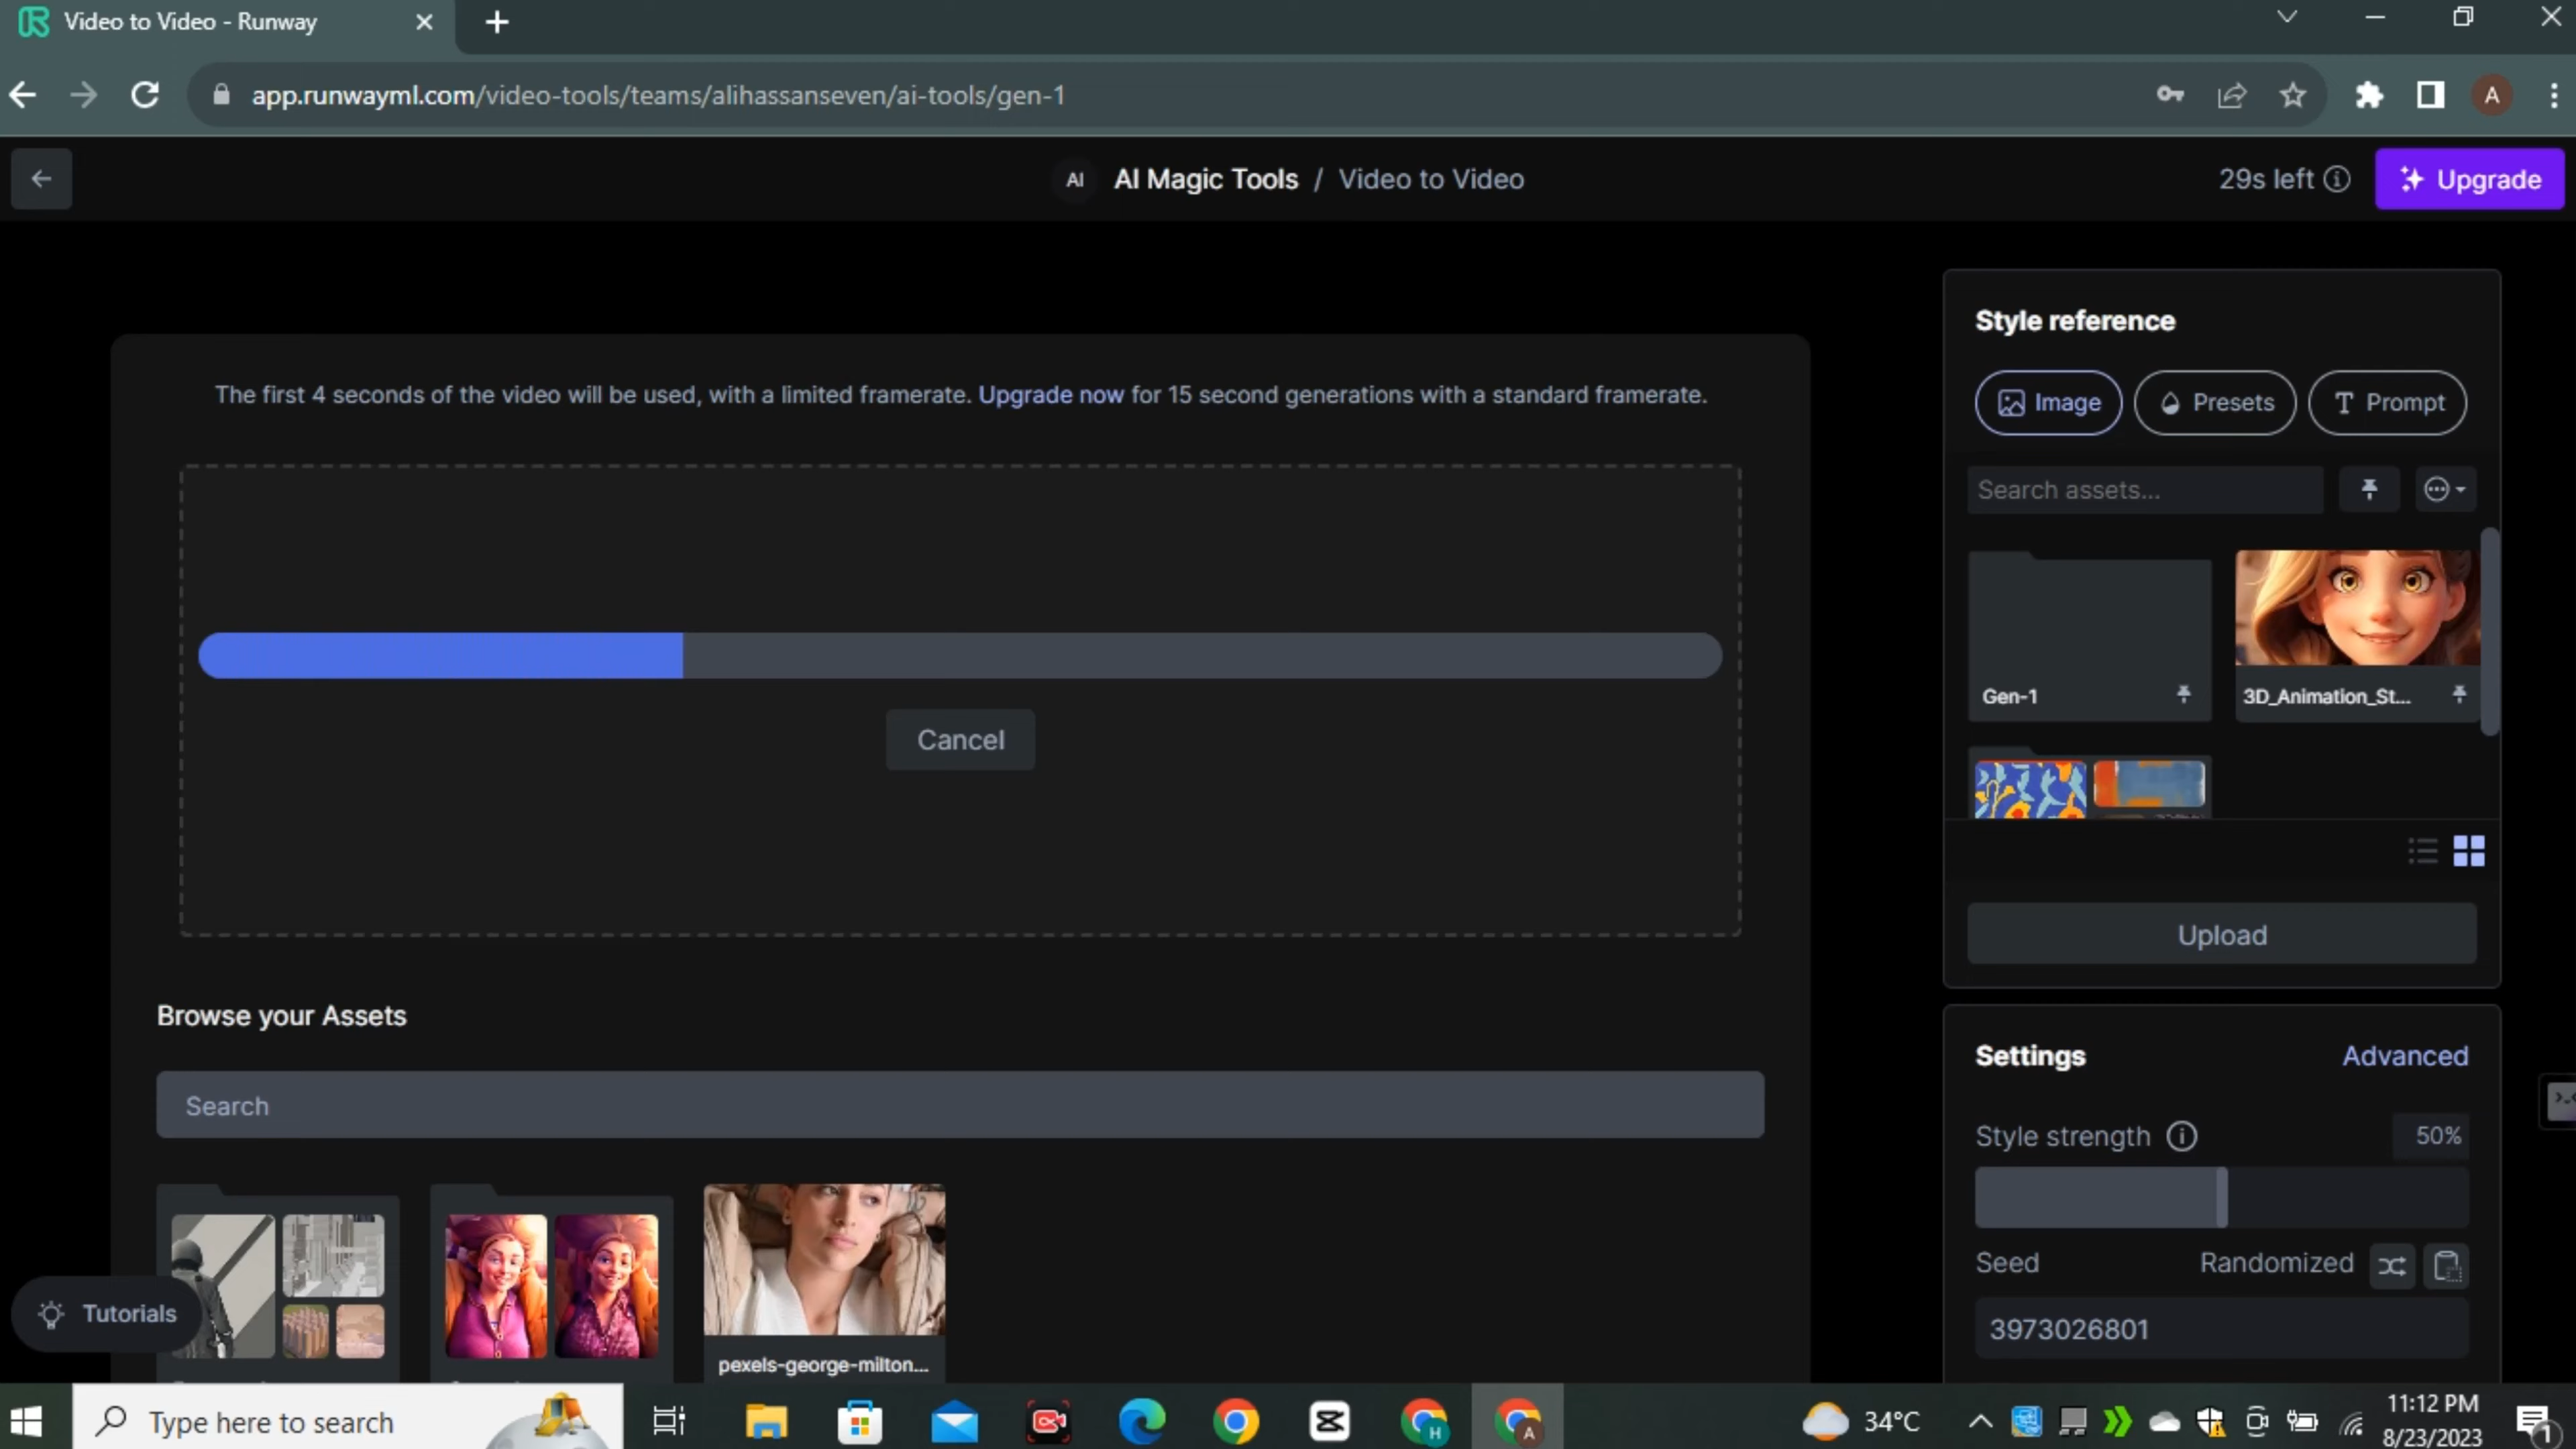 Video to Video - Runway
app.runwayml.com/video-tools/teams/alihassanseven/ai-tools/gen-1
A
AI
AI Magic Tools / Video to Video
29s left
Upgrade
The first 4 seconds of the video will be used, with a limited framerate. Upgrade now for 15 second generations with a standard framerate.
Cancel
Browse your Assets
Search
pexels-george-milton...
Tutorials
Style reference
Image
Presets
T Prompt
Search assets...
Gen-1
3D_Animation_St...
Upload
Settings
Advanced
Style strength
50%
Seed
Randomized
3973026801
Type here to search
H
A
34°C
11:12 PM
8/23/2023
1